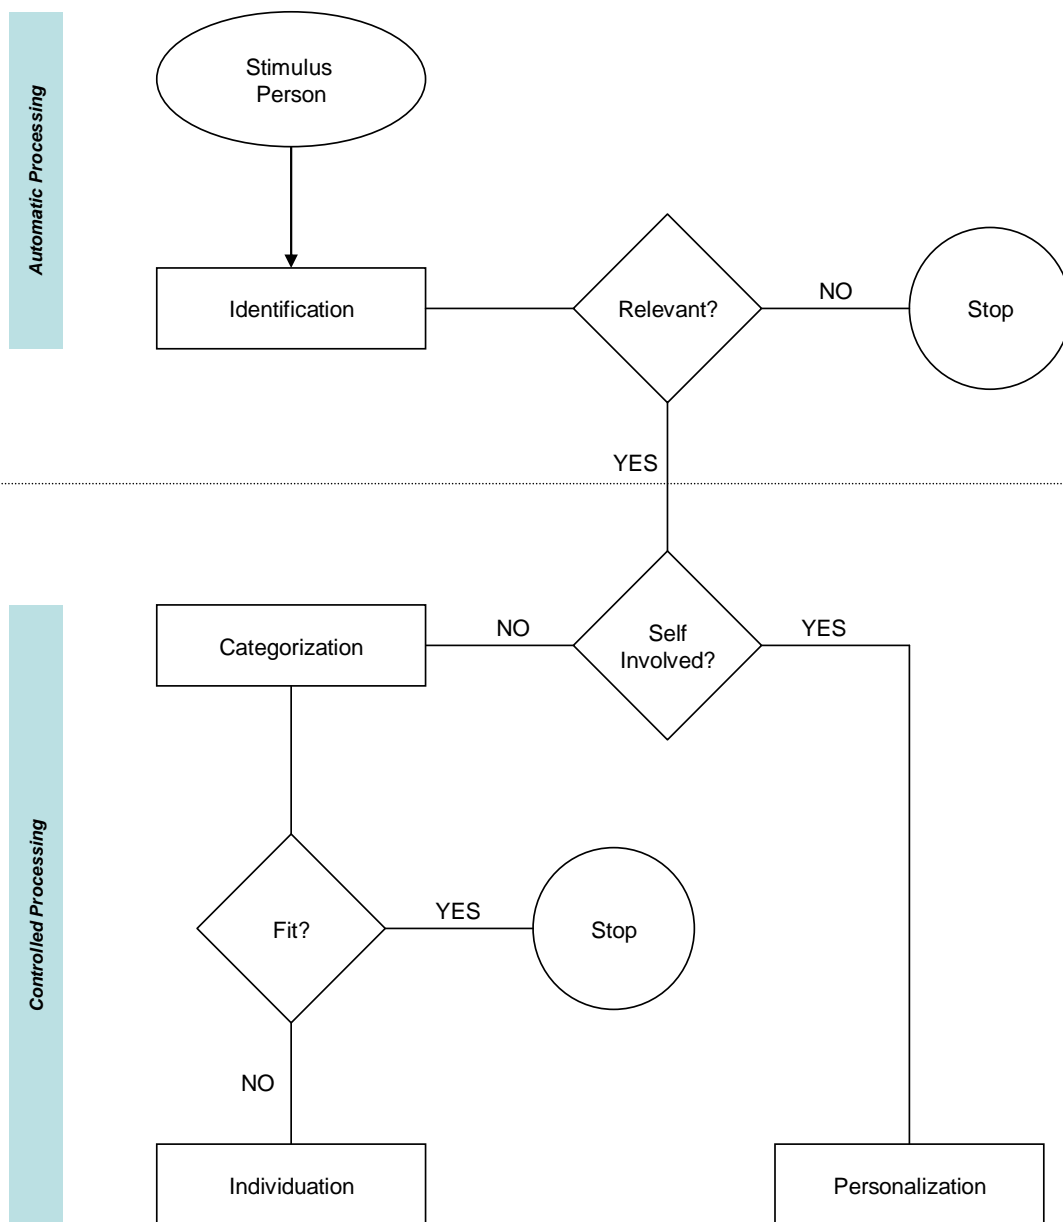 Automatic Processing
Stimulus
Person
Identification
Relevant?
NO
Stop
YES
Controlled Processing
Categorization
NO
Self
Involved?
YES
Fit?
YES
Stop
NO
Individuation
Personalization